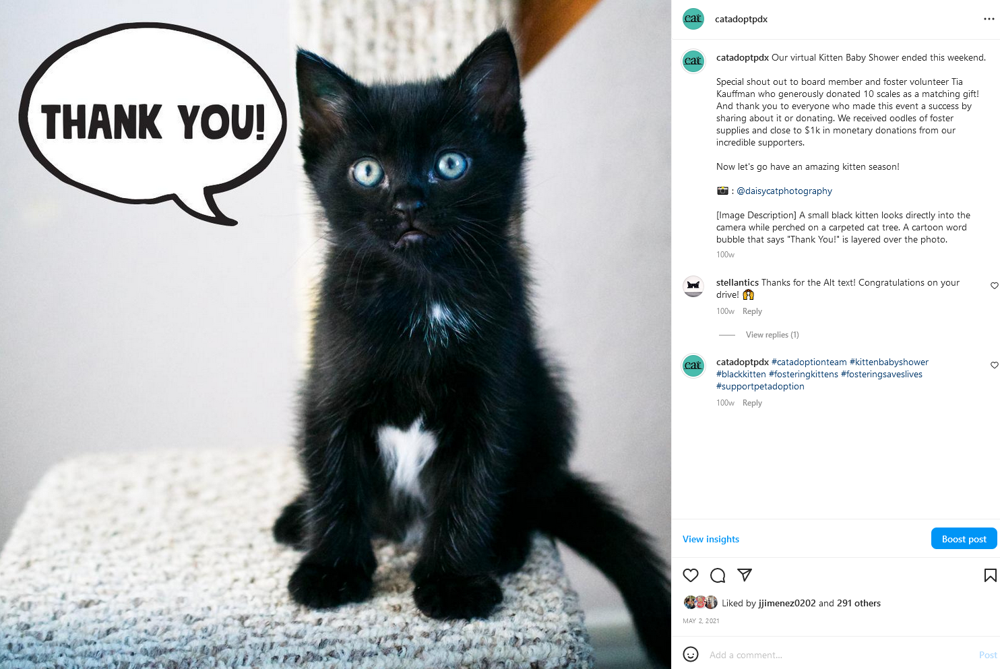 THANK YOU!
cat
catadoptpdx
cat
catadoptpdx Our virtual Kitten Baby Shower ended this weekend.
Special shout out to board member and foster volunteer Tia
Kauffman who generously donated 10 scales as a matching gift!
And thank you to everyone who made this event a success by
sharing about it or donating. We received oodles of foster
supplies and close to $1k in monetary donations from our
incredible supporters.
Now let's go have an amazing kitten season!
: @daisycatphotography
[Image Description] A small black kitten looks directly into the
camera while perched on a carpeted cat tree. A cartoon word
bubble that says "Thank You!" is layered over the photo.
100w
stellantics Thanks for the Alt text! Congratulations on your
drive!
100w Reply
View replies (1)
cat
catadoptpdx #catadoptionteam #kittenbabyshower
#blackkitten #fosteringkittens #fosteringsaveslives
#supportpetadoption
100w Reply
View insights
Boost post
Liked by jjimenez0202 and 291 others
MAY 2, 2021
Add a comment...
Post